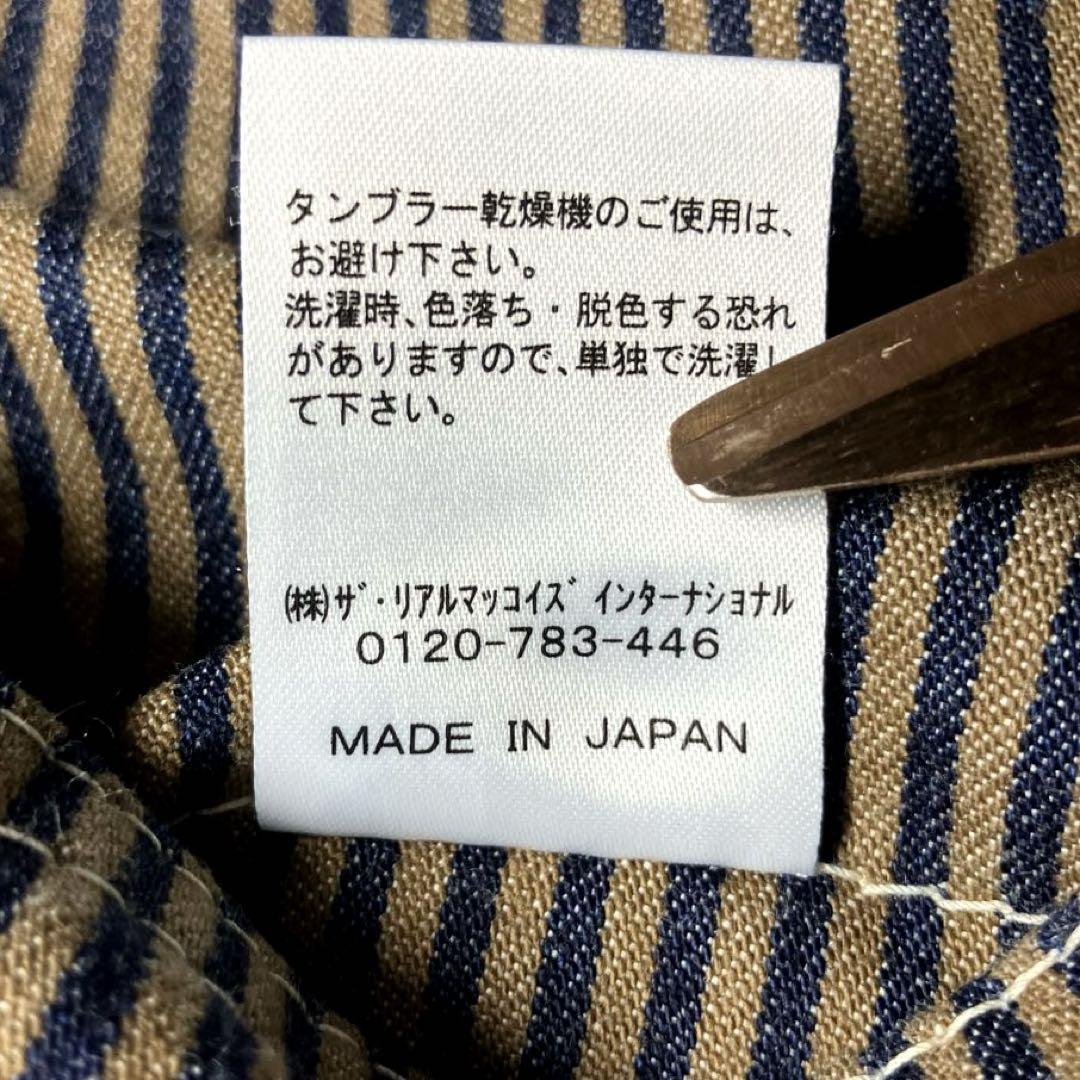 タンブラー乾燥機のご使用は、
お避け下さい。
洗濯時、色落ち・脱色する恐れ
がありますので、単独で洗濯し
て下さい。
㈱ｻﾞ・ﾘｱﾙﾏｯｺｲｽﾞ ｲﾝﾀｰﾅｼｮﾅﾙ
0120-783-446
MADE IN JAPAN